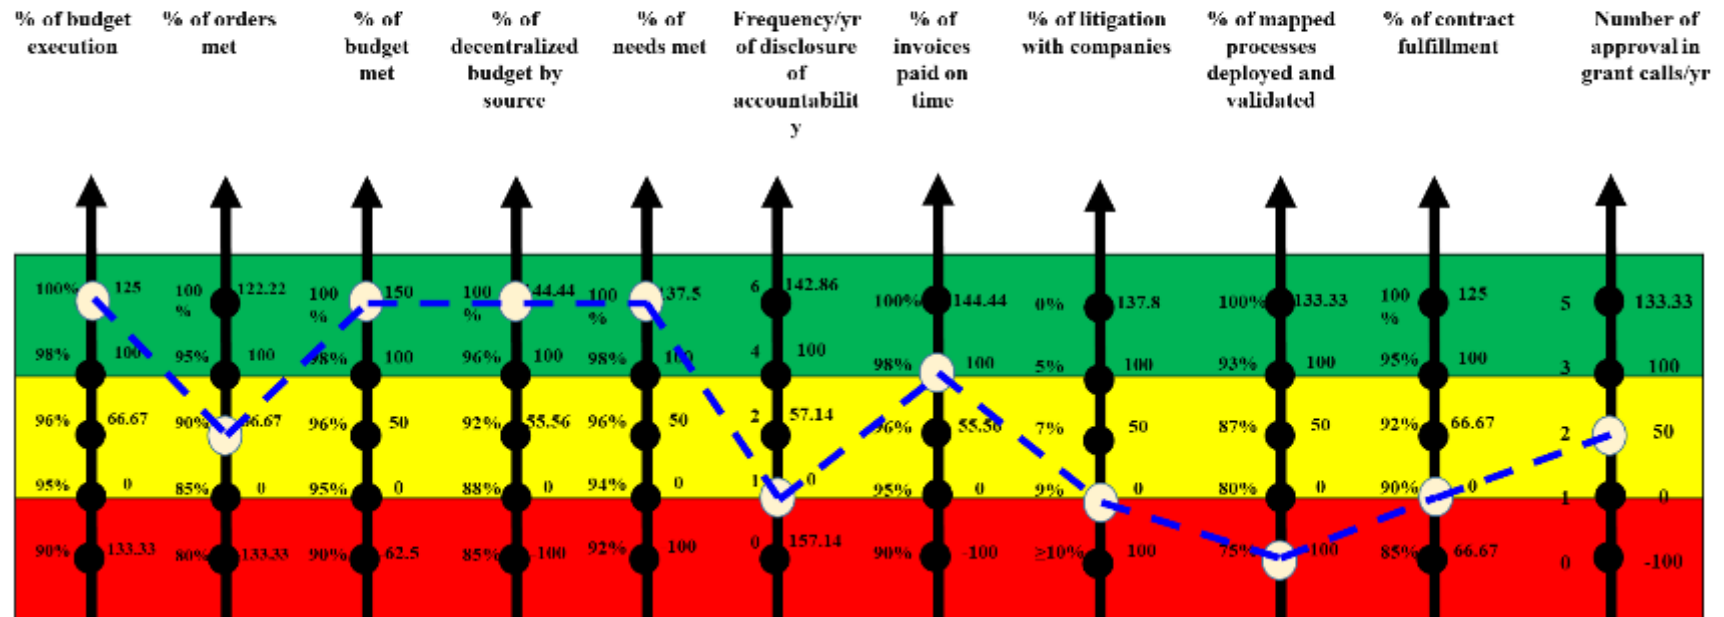 % of budget
execution
% of orders
met
% of
budget
met
% of
decentralized
budget by
source
% of
needs met
Frequency/yr
of disclosure
of
accountabilit
y
% of
invoices
paid on
time
% of litigation
with companies
% of mapped
processes
deployed and
validated
% of contract
fulfillment
Number of
approval in
grant calls/yr
100% 125 100 % 122.22 100 % 150 100 % 44.44 100 % 37.5 6 142.86 100% 144.44 0% 137.8 100% 133.33 100 % 125 5 133.33
98% 100 95% 100 98% 100 96% 100 98% 100 4 100 98% 100 5% 100 93% 100 95% 100 3 100
96% 66.67 90% 66.67 96% 50 92% 55.56 96% 50 2 57.14 96% 55.56 7% 50 87% 50 92% 66.67 2 50
95% 0 85% 0 95% 0 88% 0 94% 0 1 0 95% 0 9% 0 80% 0 90% 0 1 0
90% 133.33 80% -133.33 90% -62.5 85% -100 92% 100 0 157.14 90% -100 ≥10% 100 75% 100 85% 66.67 0 -100